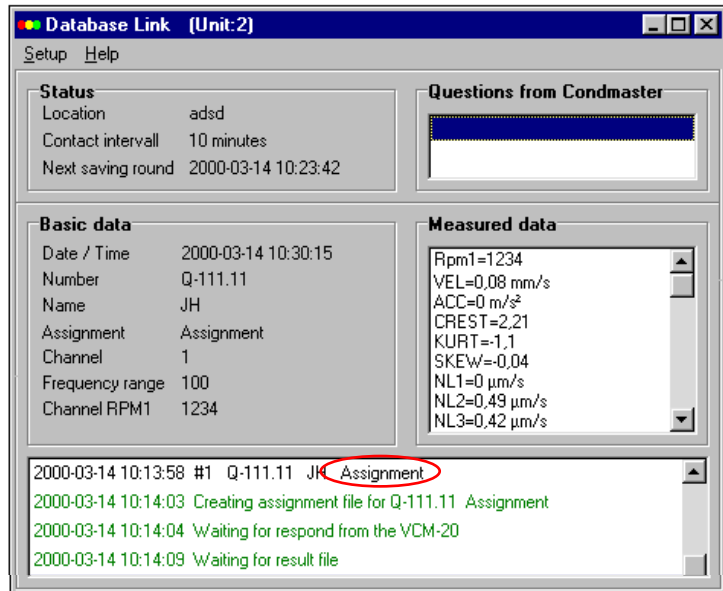 Database Link (Unit:2)
Setup Help
Status
Location adsd
Contact intervall 10 minutes
Next saving round 2000-03-14 10:23:42
Questions from Condmaster
Basic data
Date / Time 2000-03-14 10:30:15
Number Q-111.11
Name JH
Assignment Assignment
Channel 1
Frequency range 100
Channel RPM1 1234
Measured data
Rpm1=1234
VEL=0,08 mm/s
ACC=0 m/s²
CREST=2,21
KURT=-1,1
SKEW=-0,04
NL1=0 µm/s
NL2=0,49 µm/s
NL3=0,42 µm/s
2000-03-14 10:13:58 #1 Q-111.11 JH Assignment
2000-03-14 10:14:03 Creating assignment file for Q-111.11 Assignment
2000-03-14 10:14:04 Waiting for respond from the VCM-20
2000-03-14 10:14:09 Waiting for result file